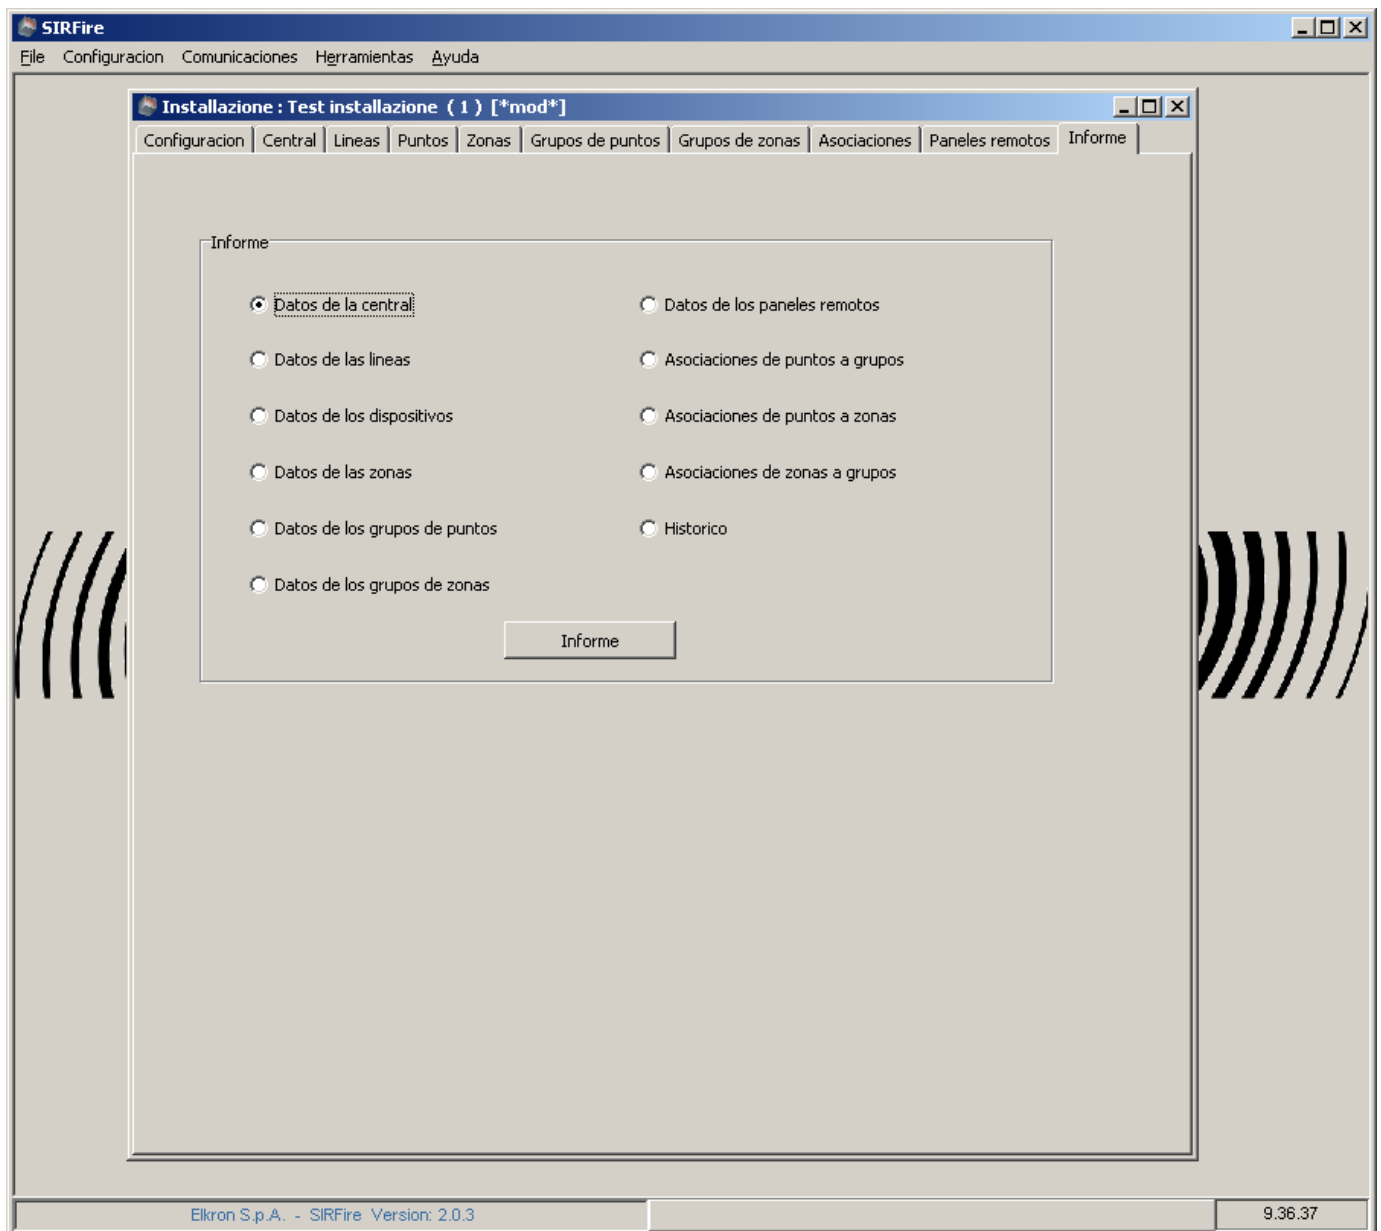 SIRFire
File Configuracion Comunicaciones Herramientas Ayuda
Installazione : Test installazione ( 1 ) [*mod*]
Configuracion Central Lineas Puntos Zonas Grupos de puntos Grupos de zonas Asociaciones Paneles remotos Informe
Informe
Datos de la central
Datos de las lineas
Datos de los dispositivos
Datos de las zonas
Datos de los grupos de puntos
Datos de los grupos de zonas
Datos de los paneles remotos
Asociaciones de puntos a grupos
Asociaciones de puntos a zonas
Asociaciones de zonas a grupos
Historico
Informe
Elkron S.p.A. - SIRFire Version: 2.0.3
9.36.37